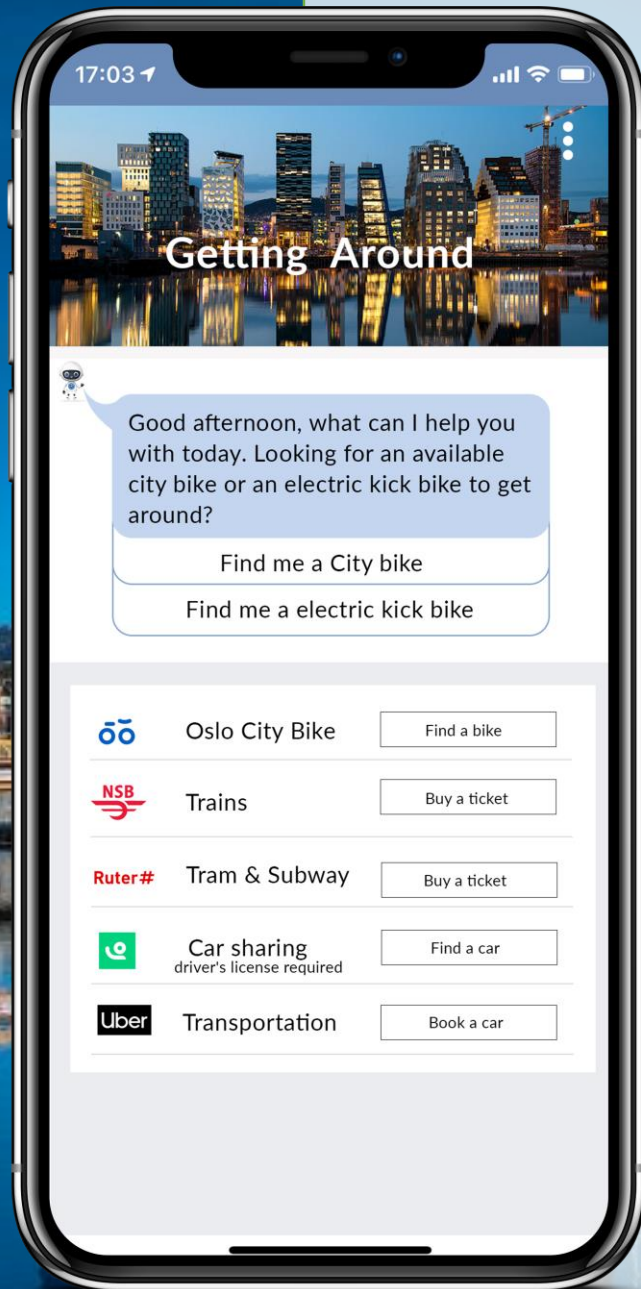 17:03
Getting Around
Good afternoon, what can I help you
with today. Looking for an available
city bike or an electric kick bike to get
around?
Find me a City bike
Find me a electric kick bike
Oslo City Bike
Find a bike
NSB
Trains
Buy a ticket
Ruter#
Tram & Subway
Buy a ticket
Car sharing
driver's license required
Find a car
Uber
Transportation
Book a car